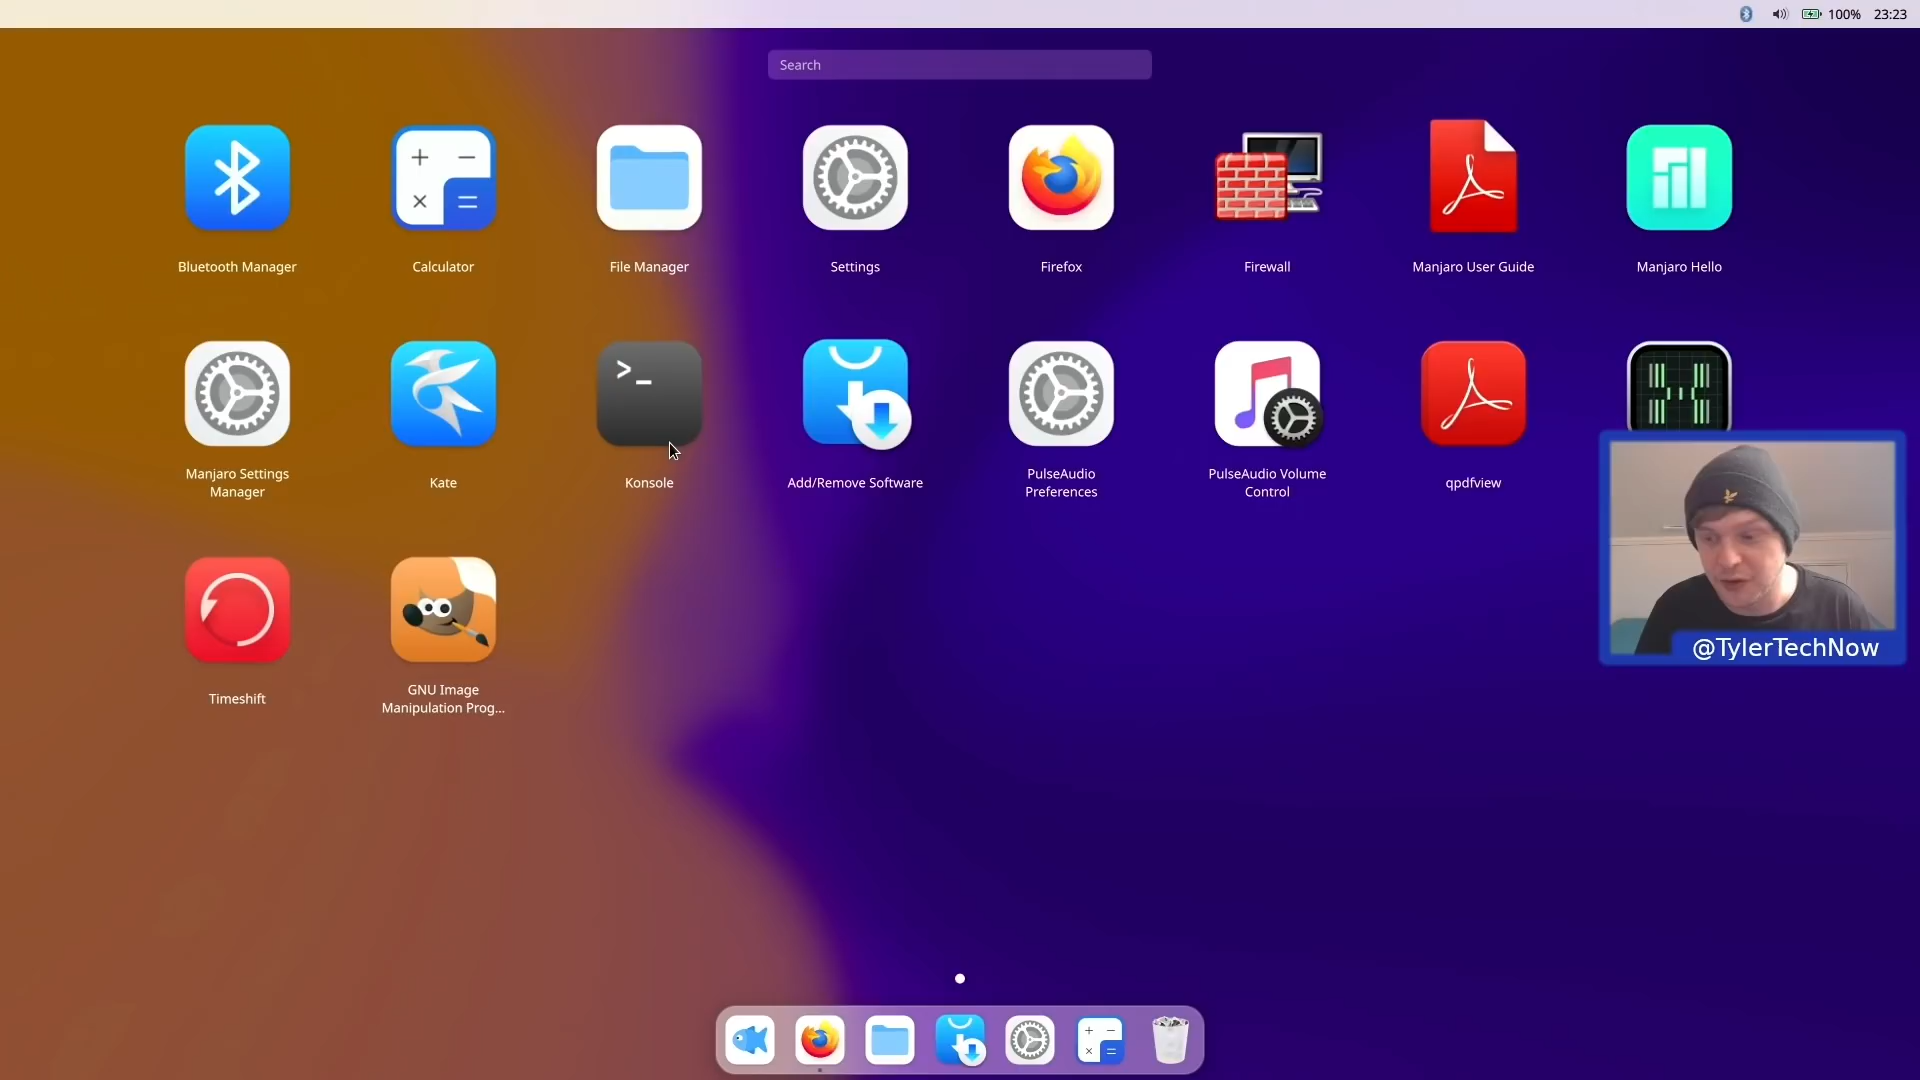 100% 23:23
Search
Bluetooth Manager
Calculator
File Manager
Settings
Firefox
Firewall
Manjaro User Guide
Manjaro Hello
Manjaro Settings
Manager
Kate
Konsole
Add/Remove Software
PulseAudio
Preferences
PulseAudio Volume
Control
qpdfview
@TylerTechNow
Timeshift
GNU Image
Manipulation Prog...